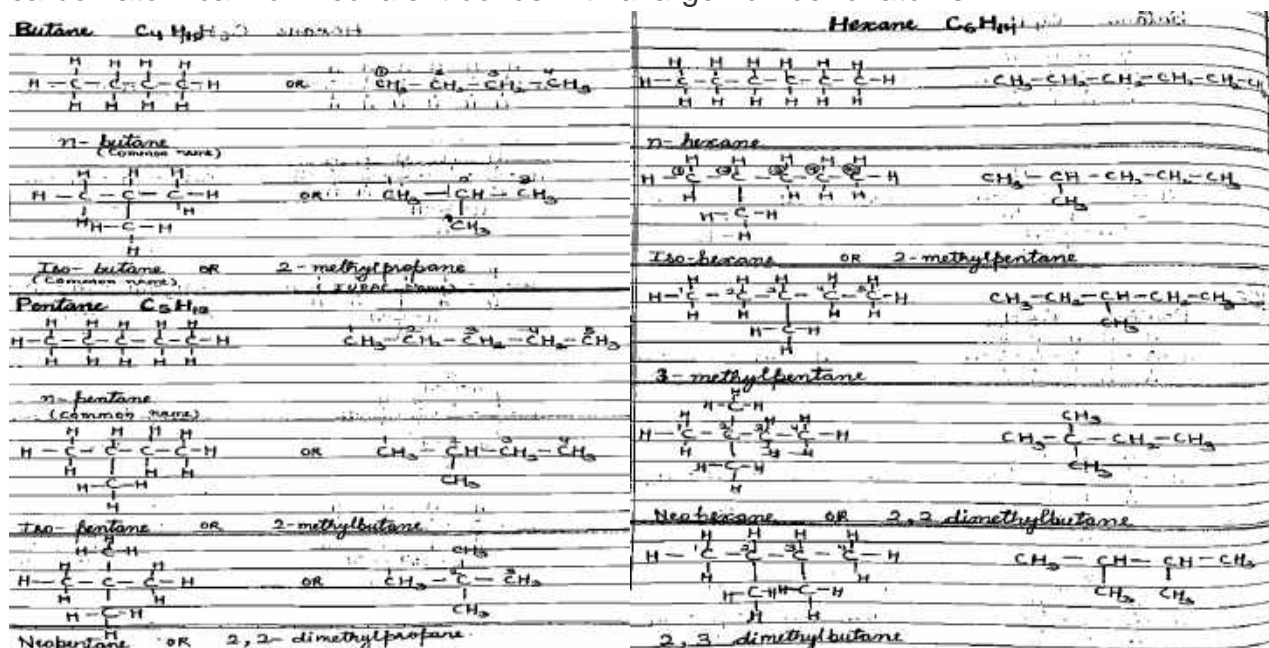 Butane C4H10
H H H H
H-C-C-C-C-H OR CH3-CH2-CH2-CH3
H H H H
n-butane
(Common name)
H H H
H-C-C-C-H OR CH3-CH-CH3
H H
H-C-H CH3
H
Iso-butane OR 2-methylpropane
(Common name) (IUPAC name)
Pentane C5H12
H H H H H
H-C-C-C-C-C-H CH3-CH2-CH2-CH2-CH3
H H H H H
n-pentane
(Common name)
H H H H
H-C-C-C-C-H OR CH3-CH-CH2-CH3
H H H
H-C-H CH3
H
Iso-pentane OR 2-methylbutane
H
H-C-H CH3
H-C-C-C-H OR CH3-C-CH3
H H
H-C-H CH3
H
Neopentane OR 2,2-dimethylpropane
Hexane C6H14
H H H H H H
H-C-C-C-C-C-C-H CH3-CH2-CH2-CH2-CH2-CH3
H H H H H H
n-hexane
H H H H H
H-C-C-C-C-C-H CH3-CH-CH2-CH2-CH3
H H H H
H-C-H CH3
-H
Iso-hexane OR 2-methylpentane
H H H H H
H-C-C-C-C-C-H CH3-CH2-CH-CH2-CH3
H H H H
H-C-H CH3
H
3-methylpentane
H
H-C-H CH3
H H H
H-C-C-C-C-H CH3-C-CH2-CH3
H H H
H-C-H CH3
H
Neohexane OR 2,2 dimethylbutane
H H H H
H-C-C-C-C-H CH3-CH-CH-CH3
H H
H-C-HH-C-H CH3 CH3
H H
2,3 dimethylbutane